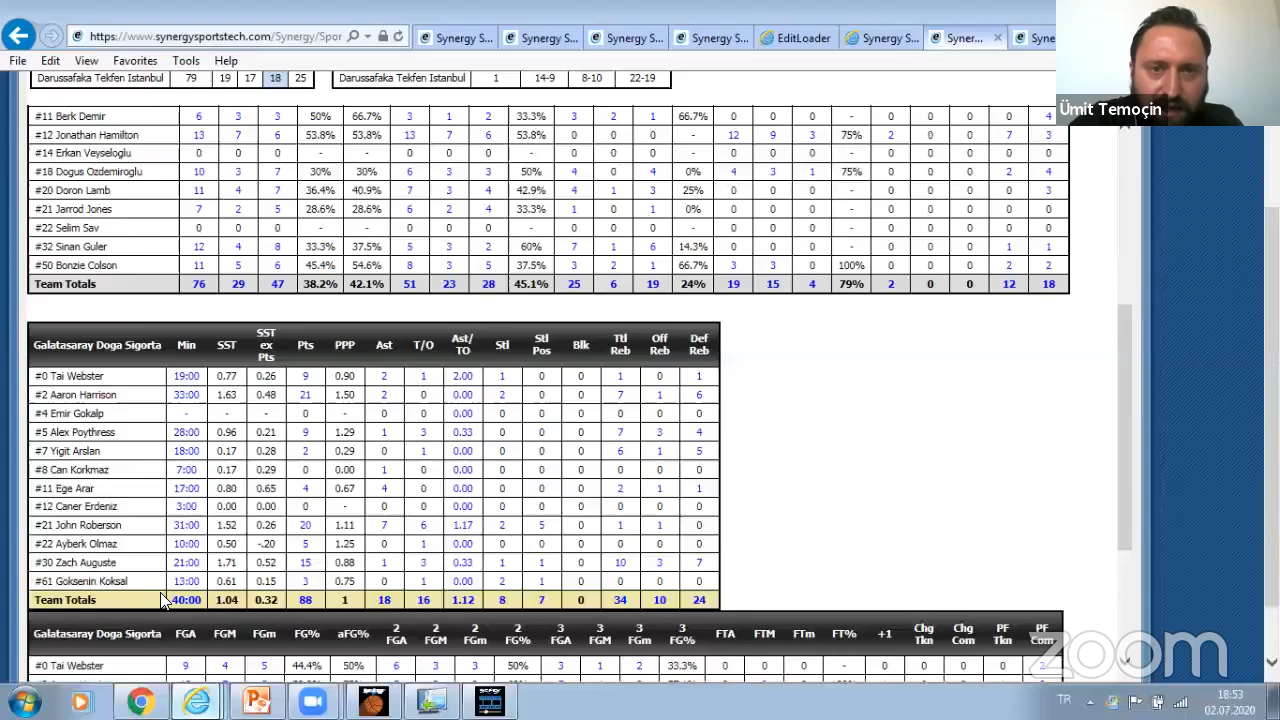 https://www.synergysportstech.com/Synergy/Spor
Synergy S...
Synergy S...
Synergy S...
Synergy S...
EditLoader
Synergy S...
Syner...
Syne
File Edit View Favorites Tools Help
Ümit Temoçin
Darussafaka Tekfen Istanbul 79 19 17 18 25
Darussafaka Tekfen Istanbul 1 14-9 8-10 22-19
#11 Berk Demir 6 3 3 50% 66.7% 3 1 2 33.3% 3 2 1 66.7% 0 0 0 - 0 0 0 0 4
#12 Jonathan Hamilton 13 7 6 53.8% 53.8% 13 7 6 53.8% 0 0 0 - 12 9 3 75% 2 0 0 7 3
#14 Erkan Veyseloglu 0 0 0 - - 0 0 0 - 0 0 0 - 0 0 0 - 0 0 0 0 0
#18 Dogus Ozdemiroglu 10 3 7 30% 30% 6 3 3 50% 4 0 4 0% 4 3 1 75% 0 0 0 2 4
#20 Doron Lamb 11 4 7 36.4% 40.9% 7 3 4 42.9% 4 1 3 25% 0 0 0 - 0 0 0 0 3
#21 Jarrod Jones 7 2 5 28.6% 28.6% 6 2 4 33.3% 1 0 1 0% 0 0 0 - 0 0 0 0 0
#22 Selim Sav 0 0 0 - - 0 0 0 - 0 0 0 - 0 0 0 - 0 0 0 0 0
#32 Sinan Guler 12 4 8 33.3% 37.5% 5 3 2 60% 7 1 6 14.3% 0 0 0 - 0 0 0 1 1
#50 Bonzie Colson 11 5 6 45.4% 54.6% 8 3 5 37.5% 3 2 1 66.7% 3 3 0 100% 0 0 0 2 2
Team Totals 76 29 47 38.2% 42.1% 51 23 28 45.1% 25 6 19 24% 19 15 4 79% 2 0 0 12 18
Galatasaray Doga Sigorta Min SST SST ex Pts Pts PPP Ast T/O Ast/ TO Stl Stl Pos Blk Ttl Reb Off Reb Def Reb
#0 Tai Webster 19:00 0.77 0.26 9 0.90 2 1 2.00 1 0 0 1 0 1
#2 Aaron Harrison 33:00 1.63 0.48 21 1.50 2 0 0.00 2 0 0 7 1 6
#4 Emir Gokalp - - - 0 - 0 0 0.00 0 0 0 0 0 0
#5 Alex Poythress 28:00 0.96 0.21 9 1.29 1 3 0.33 0 0 0 7 3 4
#7 Yigit Arslan 18:00 0.17 0.28 2 0.29 0 1 0.00 0 0 0 6 1 5
#8 Can Korkmaz 7:00 0.17 0.29 0 0.00 1 0 0.00 0 0 0 0 0 0
#11 Ege Arar 17:00 0.80 0.65 4 0.67 4 0 0.00 0 0 0 2 1 1
#12 Caner Erdeniz 3:00 0.00 0.00 0 - 0 0 0.00 0 0 0 0 0 0
#21 John Roberson 31:00 1.52 0.26 20 1.11 7 6 1.17 2 5 0 1 1 0
#22 Ayberk Olmaz 10:00 0.50 -.20 5 1.25 0 1 0.00 0 0 0 0 0 0
#30 Zach Auguste 21:00 1.71 0.52 15 0.88 1 3 0.33 1 1 0 10 3 7
#61 Goksenin Koksal 13:00 0.61 0.15 3 0.75 0 1 0.00 2 1 0 0 0 0
Team Totals 40:00 1.04 0.32 88 1 18 16 1.12 8 7 0 34 10 24
Galatasaray Doga Sigorta FGA FGM FGm FG% aFG% 2 FGA 2 FGM 2 FGm 2 FG% 3 FGA 3 FGM 3 FGm 3 FG% FTA FTM FTm FT% +1 Chg Tkn Chg Com PF Tkn PF Com
#0 Tai Webster 9 4 5 44.4% 50% 6 3 3 50% 3 1 2 33.3% 0 0 0 - 0 0 0 0 2
zoom
TR 18:53
02.07.2020